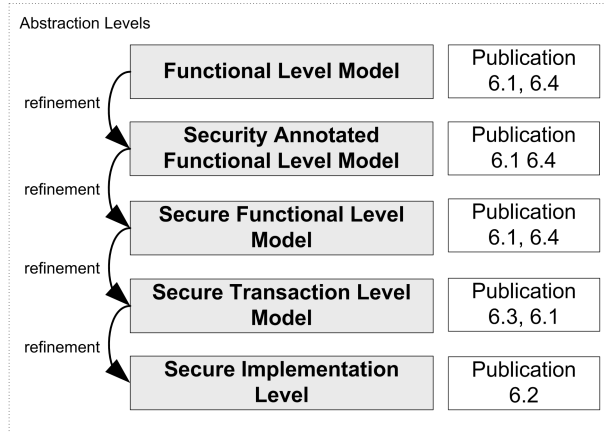 Abstraction Levels
Functional Level Model
Publication
6.1, 6.4
refinement
Security Annotated
Functional Level Model
Publication
6.1 6.4
refinement
Secure Functional Level
Model
Publication
6.1, 6.4
refinement
Secure Transaction Level
Model
Publication
6.3, 6.1
refinement
Secure Implementation
Level
Publication
6.2